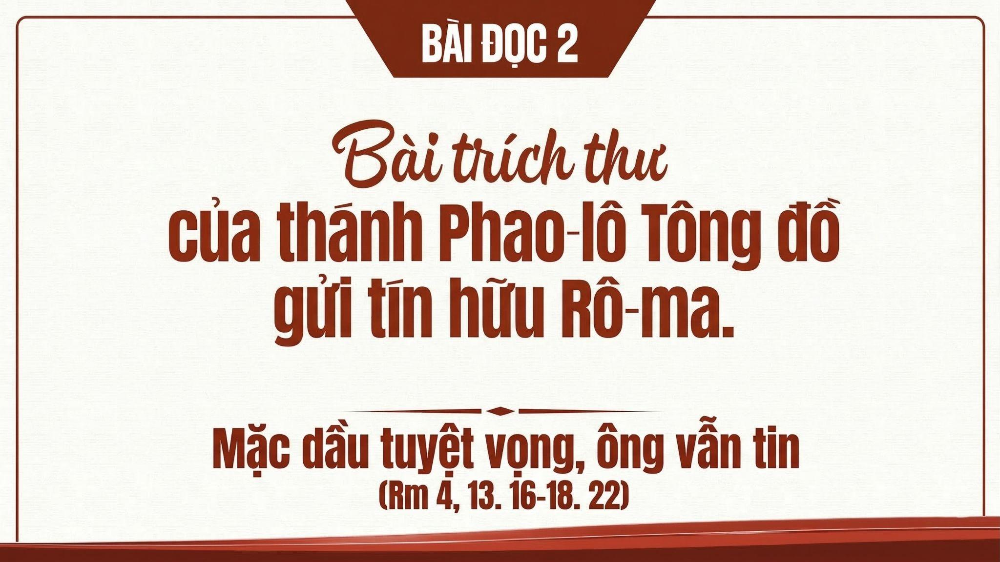 BÀI ĐỌC 2
Bài trích thư
của thánh Phao-lô Tông đồ
gửi tín hữu Rô-ma.
Mặc dầu tuyệt vọng, ông vẫn tin
(Rm 4, 13. 16-18. 22)